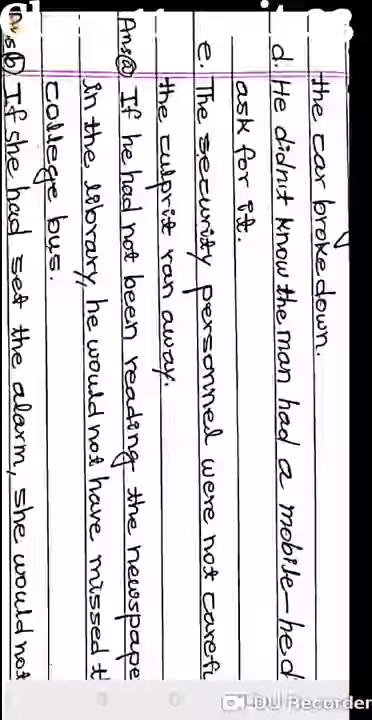 the car broke down.
d. He didn't know the man had a mobile-he d
ask for it.
e. The security personnel were not carefu
the culprit ran away.
Ans(a) If he had not been reading the newspape
in the library, he would not have missed t
college bus.
Ans(b) If she had set the alarm, she would not
DU Recorder